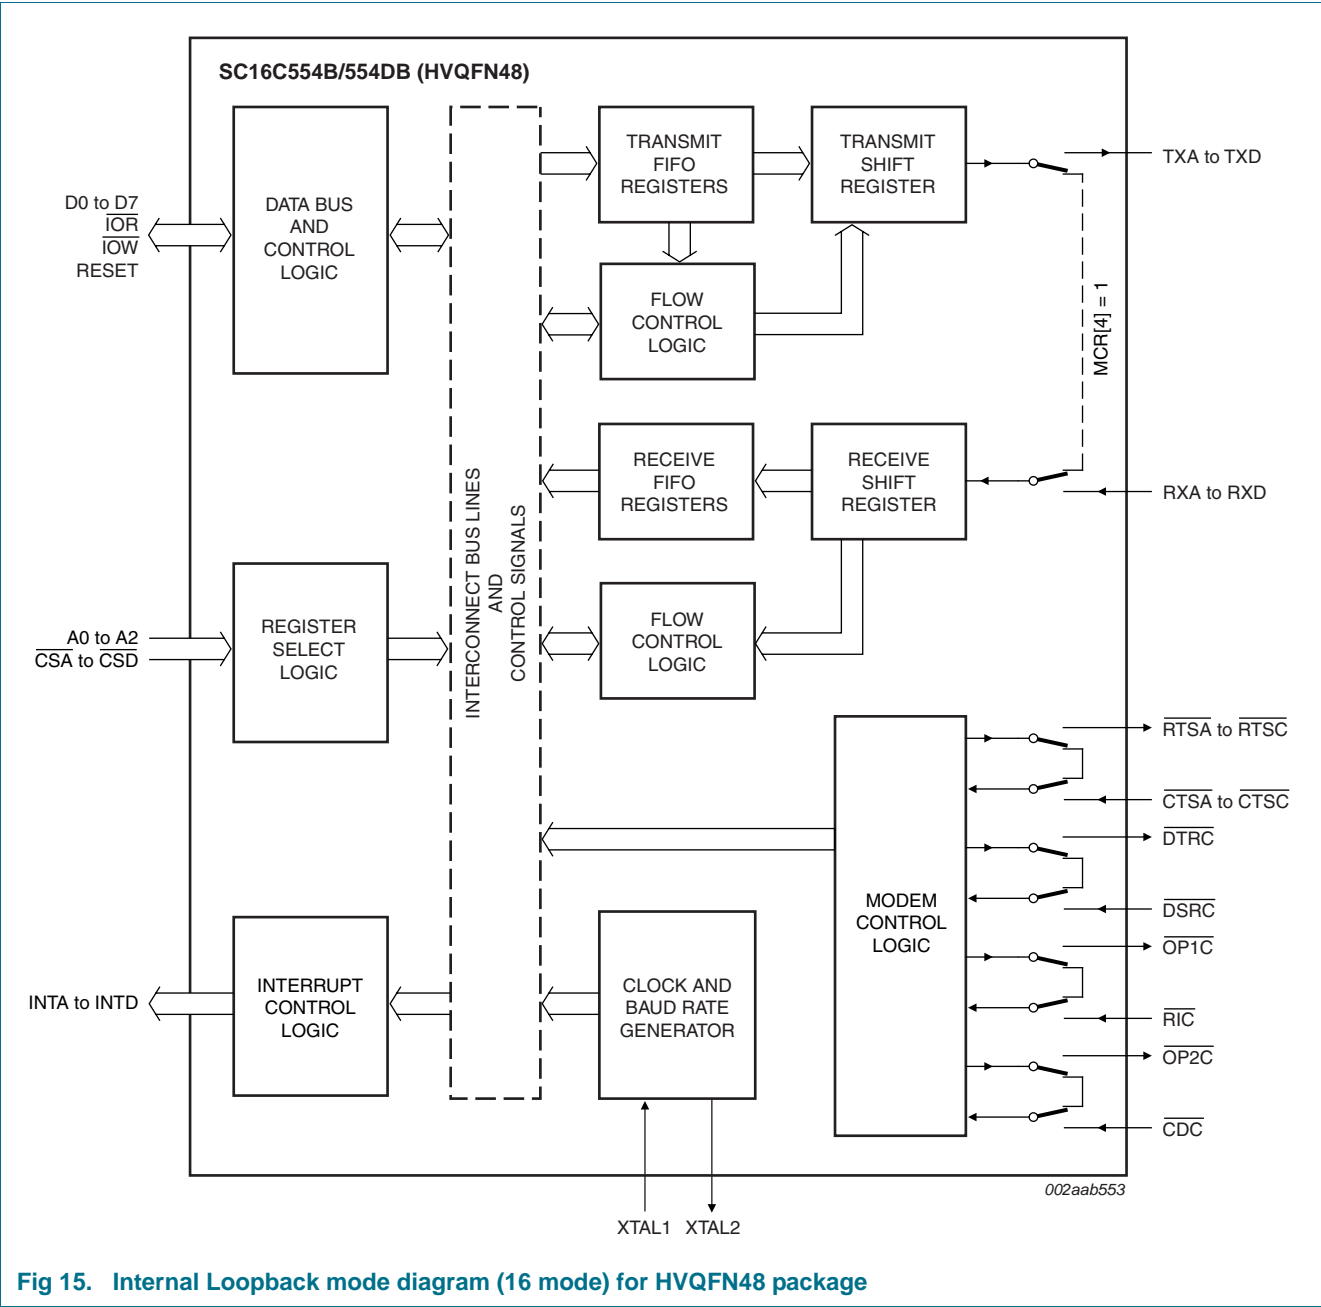 SC16C554B/554DB (HVQFN48)
D0 to D7
IOR
IOW
RESET
DATA BUS
AND
CONTROL
LOGIC
TRANSMIT
FIFO
REGISTERS
TRANSMIT
SHIFT
REGISTER
TXA to TXD
FLOW
CONTROL
LOGIC
MCR[4] = 1
RECEIVE
FIFO
REGISTERS
RECEIVE
SHIFT
REGISTER
RXA to RXD
INTERCONNECT BUS LINES
AND
CONTROL SIGNALS
A0 to A2
CSA to CSD
REGISTER
SELECT
LOGIC
FLOW
CONTROL
LOGIC
MODEM
CONTROL
LOGIC
RTSA to RTSC
CTSA to CTSC
DTRC
DSRC
OP1C
RIC
OP2C
CDC
INTA to INTD
INTERRUPT
CONTROL
LOGIC
CLOCK AND
BAUD RATE
GENERATOR
XTAL1 XTAL2
002aab553
Fig 15. Internal Loopback mode diagram (16 mode) for HVQFN48 package